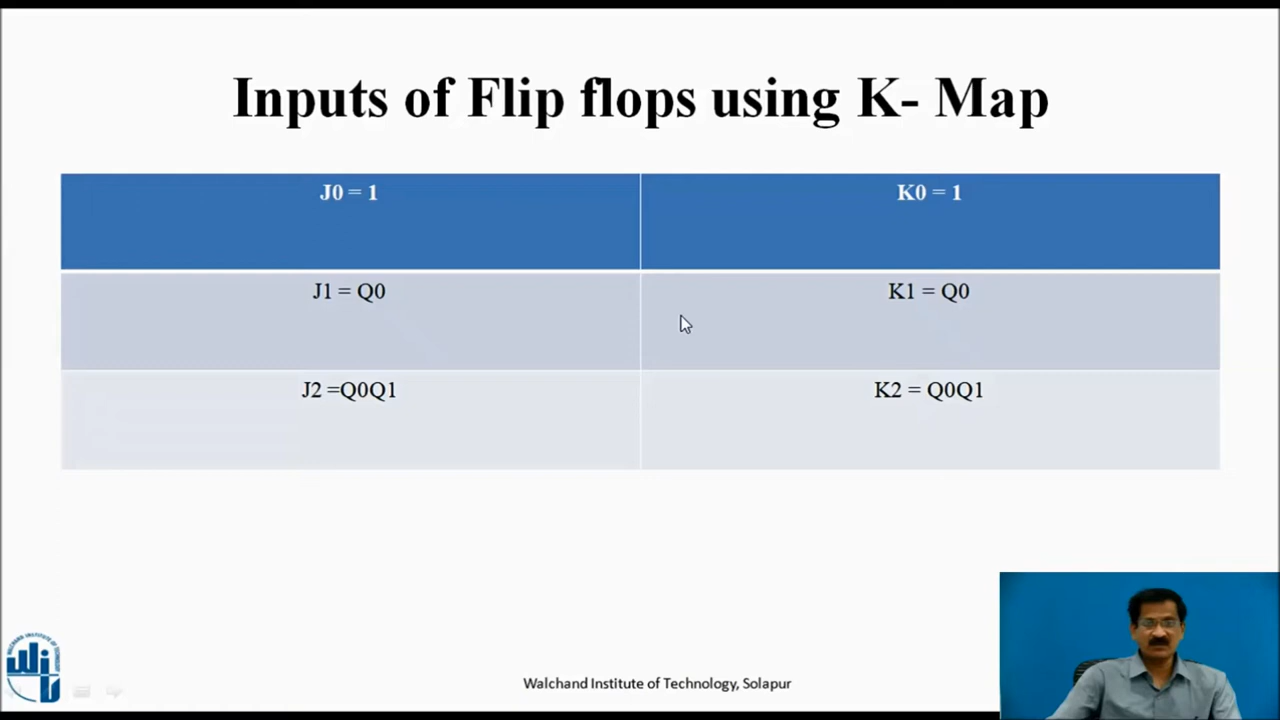 Inputs of Flip flops using K- Map
J0 = 1
K0 = 1
J1 = Q0
K1 = Q0
J2 =Q0Q1
K2 = Q0Q1
Walchand Institute of Technology, Solapur